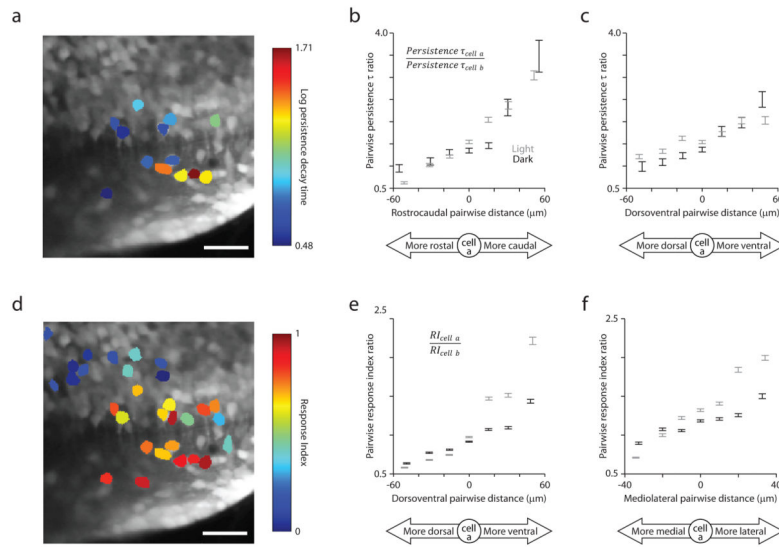 a
1.71
Log persistence decay time
0.48
b
4.0
Pairwise persistence τ ratio
0.5
Persistence τcell a
Persistence τcell b
Light
Dark
-60
0
60
Rostrocaudal pairwise distance (μm)
More rostal
cell
a
More caudal
c
4.0
Pairwise persistence τ ratio
0.5
-60
0
60
Dorsoventral pairwise distance (μm)
More dorsal
cell
a
More ventral
d
1
Response Index
0
e
2.5
Pairwise response index ratio
0.5
RIcell a
RIcell b
-60
0
60
Dorsoventral pairwise distance (μm)
More dorsal
cell
a
More ventral
f
2.5
Pairwise response index ratio
0.5
-40
0
40
Mediolateral pairwise distance (μm)
More medial
cell
a
More lateral